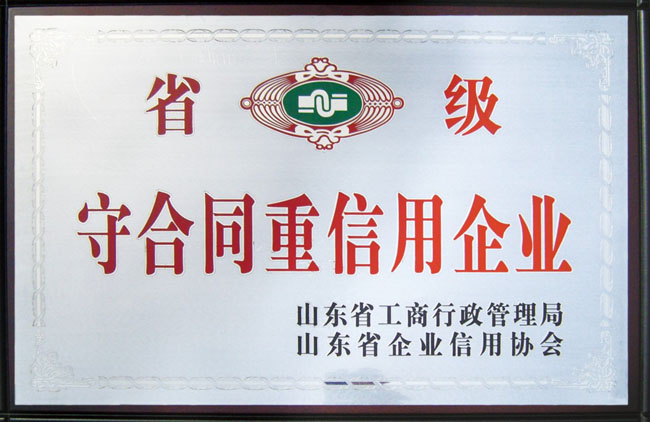 省 级
守合同重信用企业
山东省工商行政管理局
山东省企业信用协会